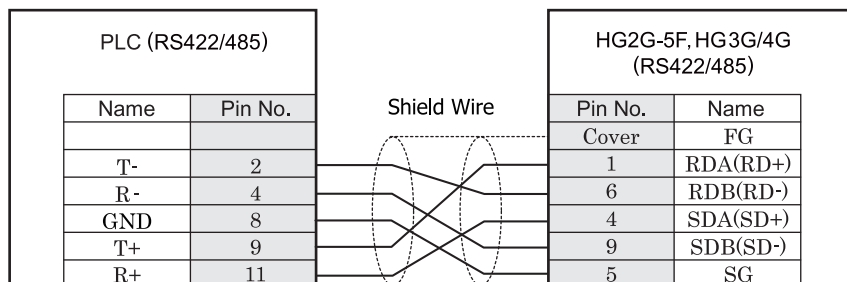 PLC (RS422/485)
HG2G-5F, HG3G/4G
(RS422/485)
Name Pin No. Shield Wire Pin No. Name
Cover FG
T- 2 1 RDA(RD+)
R- 4 6 RDB(RD-)
GND 8 4 SDA(SD+)
T+ 9 9 SDB(SD-)
R+ 11 5 SG